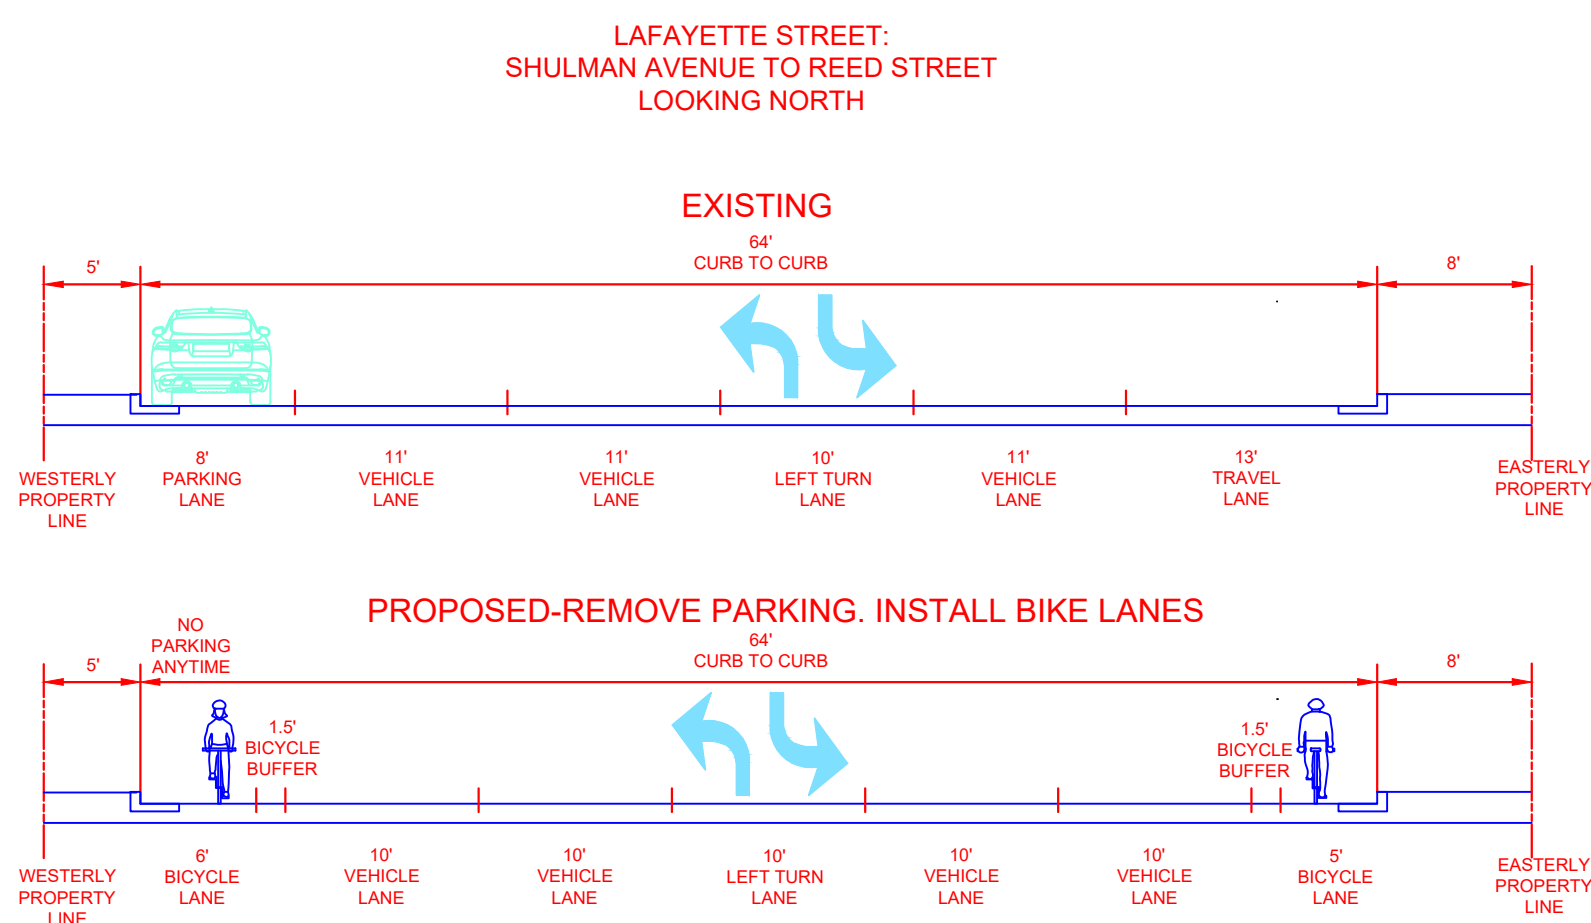 LAFAYETTE STREET:
SHULMAN AVENUE TO REED STREET
LOOKING NORTH
EXISTING
64'
CURB TO CURB
5'
8'
8'
PARKING
LANE
11'
VEHICLE
LANE
11'
VEHICLE
LANE
10'
LEFT TURN
LANE
11'
VEHICLE
LANE
13'
TRAVEL
LANE
WESTERLY
PROPERTY
LINE
EASTERLY
PROPERTY
LINE
PROPOSED-REMOVE PARKING. INSTALL BIKE LANES
64'
CURB TO CURB
5'
NO
PARKING
ANYTIME
8'
1.5'
BICYCLE
BUFFER
1.5'
BICYCLE
BUFFER
WESTERLY
PROPERTY
LINE
6'
BICYCLE
LANE
10'
VEHICLE
LANE
10'
VEHICLE
LANE
10'
LEFT TURN
LANE
10'
VEHICLE
LANE
10'
VEHICLE
LANE
5'
BICYCLE
LANE
EASTERLY
PROPERTY
LINE